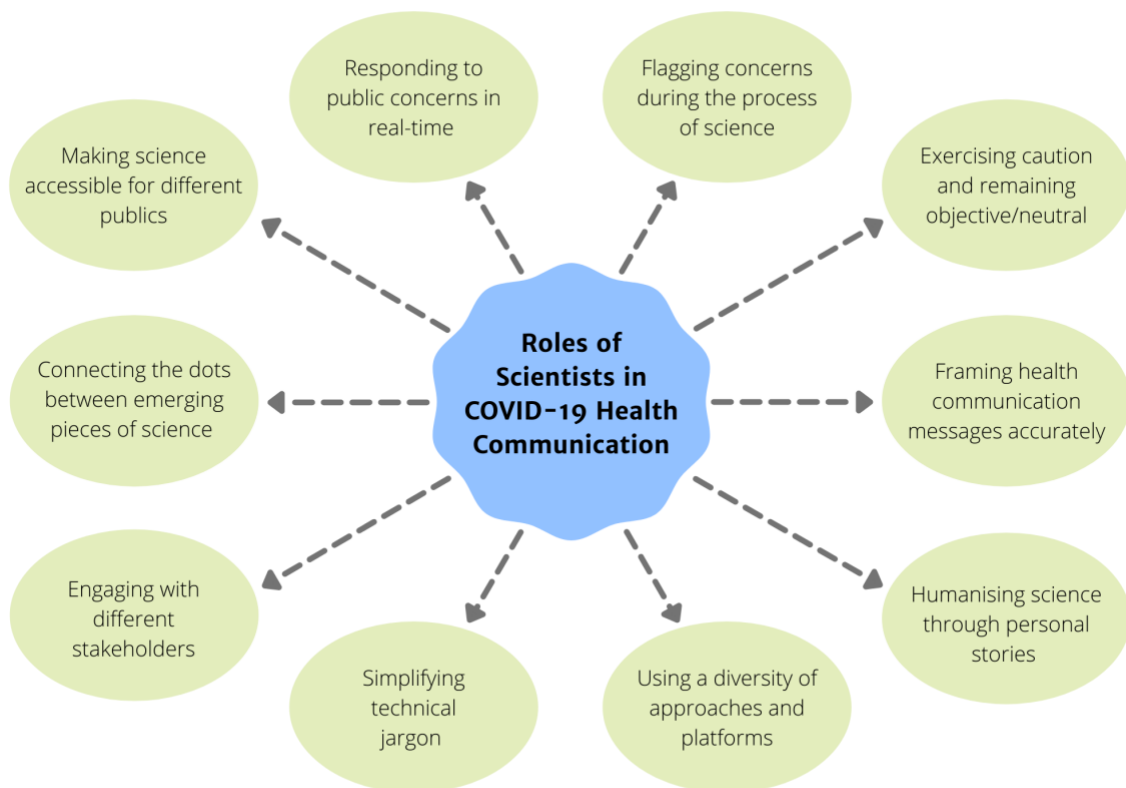 Responding to
public concerns in
real-time
Flagging concerns
during the process
of science
Making science
accessible for different
publics
Exercising caution
and remaining
objective/neutral
Roles of
Scientists in
COVID-19 Health
Communication
Connecting the dots
between emerging
pieces of science
Framing health
communication
messages accurately
Engaging with
different
stakeholders
Humanising science
through personal
stories
Simplifying
technical
jargon
Using a diversity of
approaches and
platforms